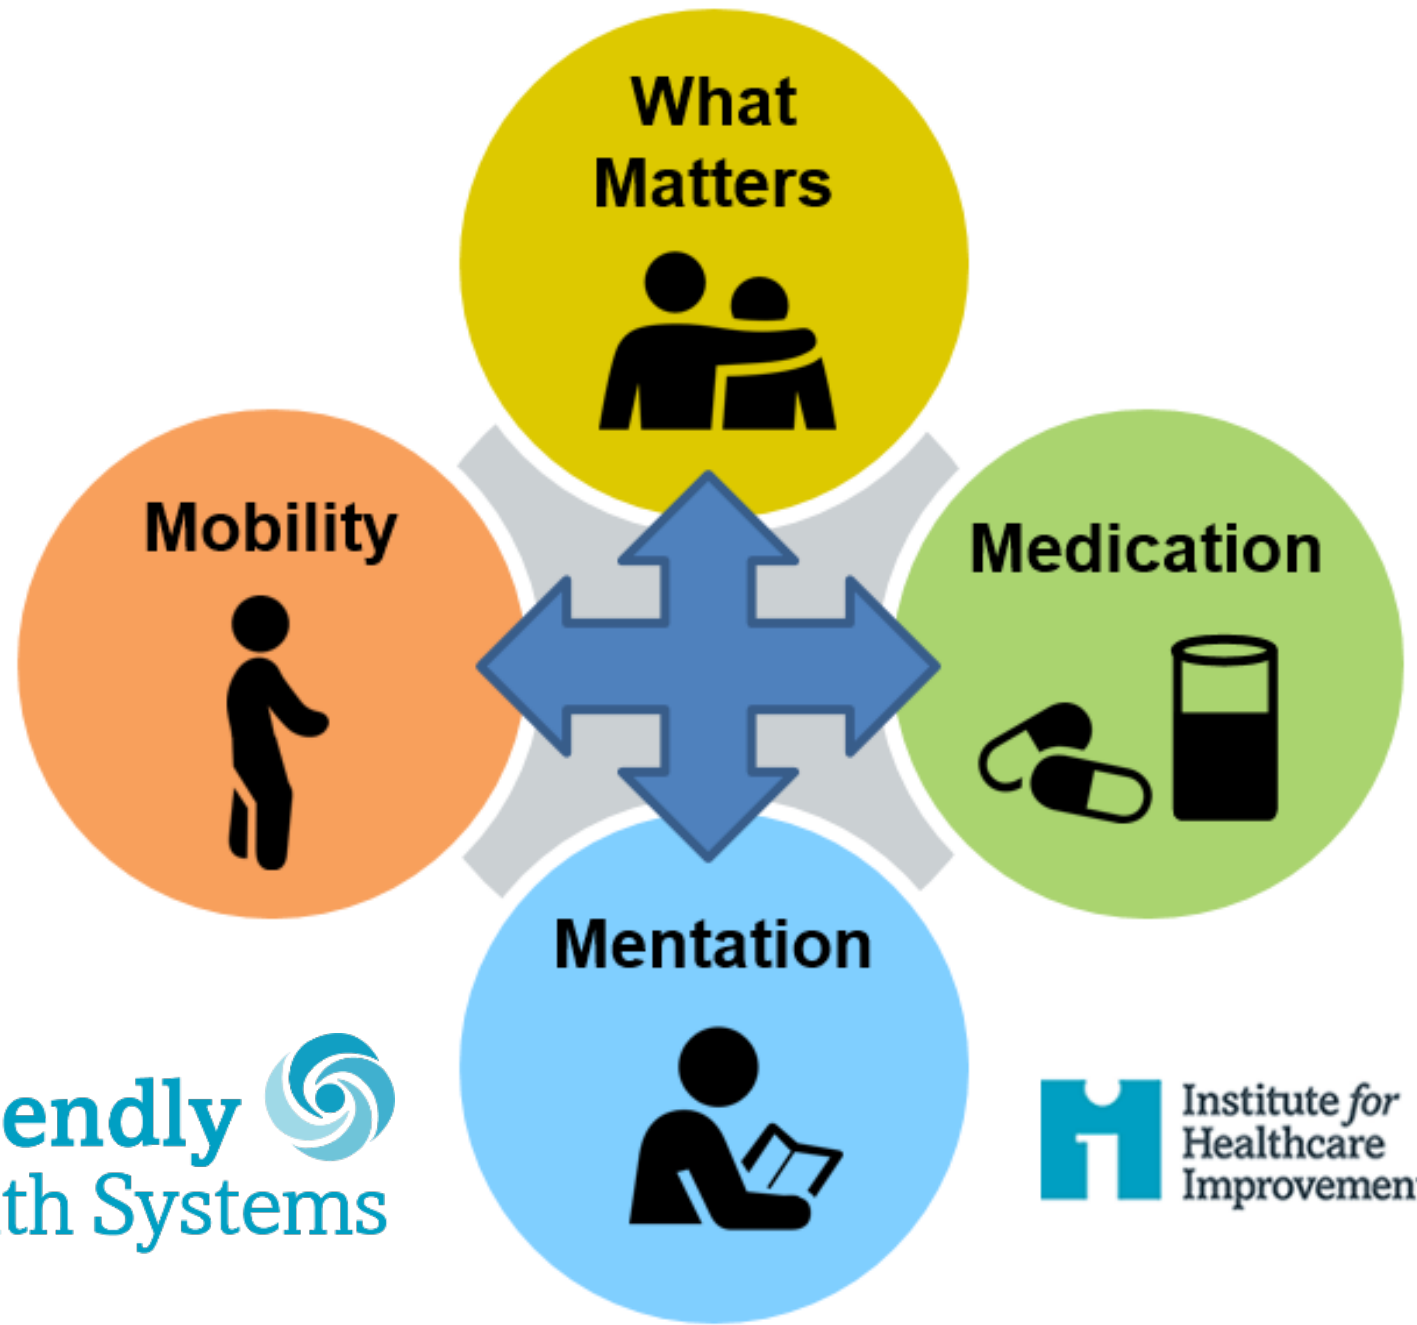 What
Matters
Mobility
Medication
Mentation
endly
th Systems
Institute for
Healthcare
Improvemen